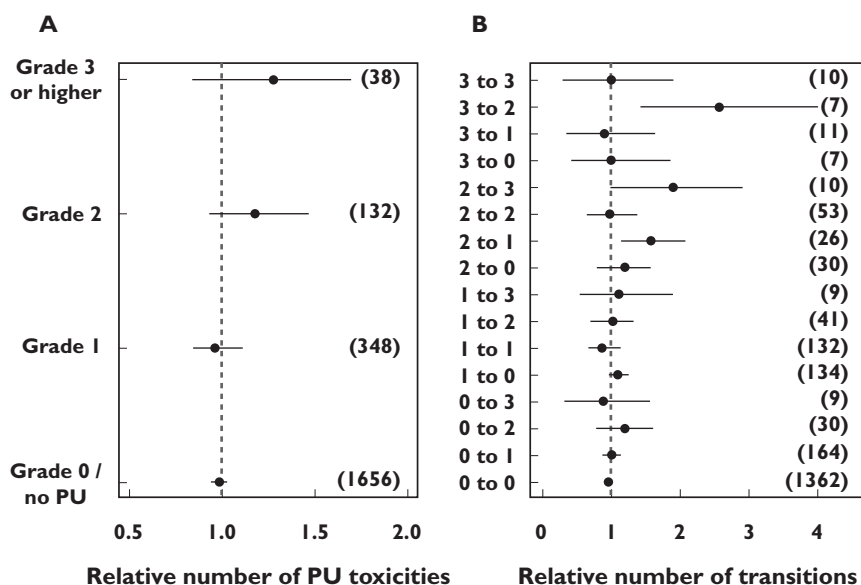 A
Grade 3
or higher
(38)
Grade 2
(132)
Grade 1
(348)
Grade 0 /
no PU
(1656)
0.5 1.0 1.5 2.0
Relative number of PU toxicities
B
3 to 3 (10)
3 to 2 (7)
3 to 1 (11)
3 to 0 (7)
2 to 3 (10)
2 to 2 (53)
2 to 1 (26)
2 to 0 (30)
1 to 3 (9)
1 to 2 (41)
1 to 1 (132)
1 to 0 (134)
0 to 3 (9)
0 to 2 (30)
0 to 1 (164)
0 to 0 (1362)
0 1 2 3 4
Relative number of transitions